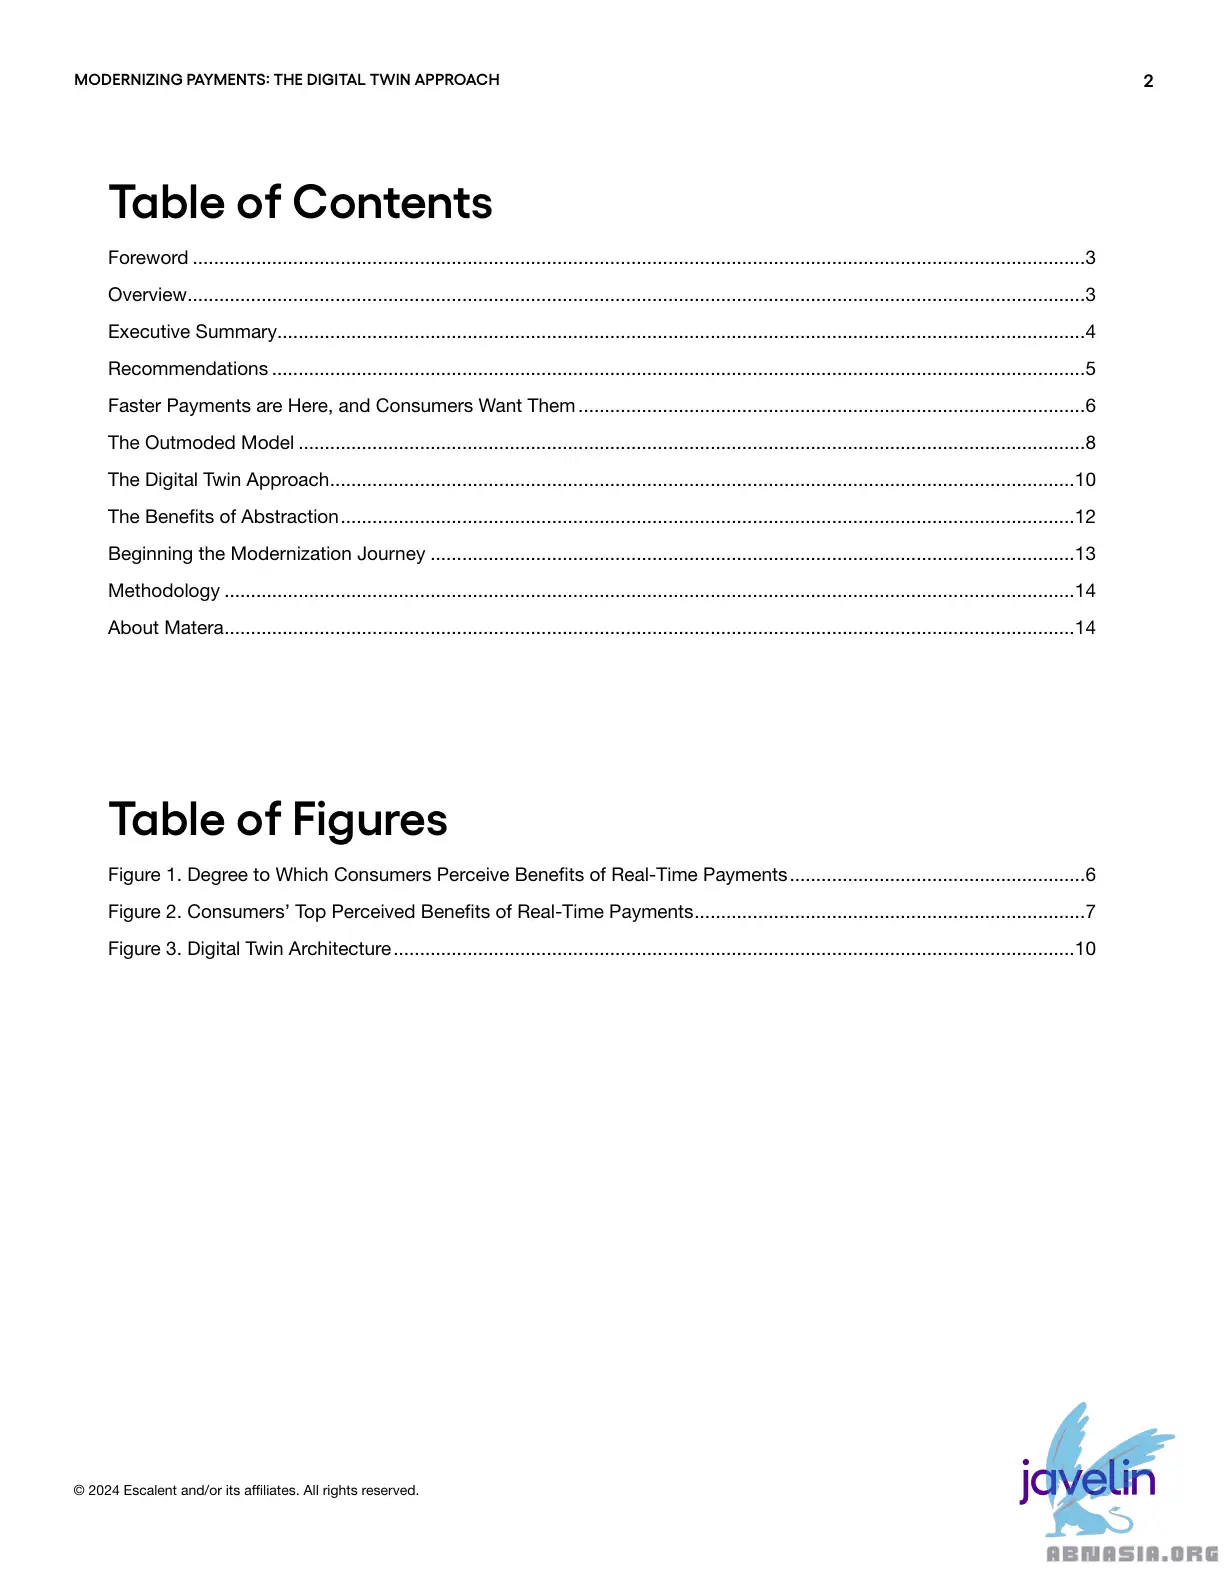 MODERNIZING PAYMENTS: THE DIGITAL TWIN APPROACH
2
Table of Contents
Foreword ........................................................................................................3
Overview........................................................................................................3
Executive Summary........................................................................................................4
Recommendations ........................................................................................................5
Faster Payments are Here, and Consumers Want Them ........................................................................................................6
The Outmoded Model ........................................................................................................8
The Digital Twin Approach........................................................................................................10
The Benefits of Abstraction........................................................................................................12
Beginning the Modernization Journey ........................................................................................................13
Methodology ........................................................................................................14
About Matera........................................................................................................14
Table of Figures
Figure 1. Degree to Which Consumers Perceive Benefits of Real-Time Payments........................................................6
Figure 2. Consumers’ Top Perceived Benefits of Real-Time Payments..........................................................................7
Figure 3. Digital Twin Architecture........................................................................................................10
© 2024 Escalent and/or its affiliates. All rights reserved.
javelin
ABNASIA.ORG